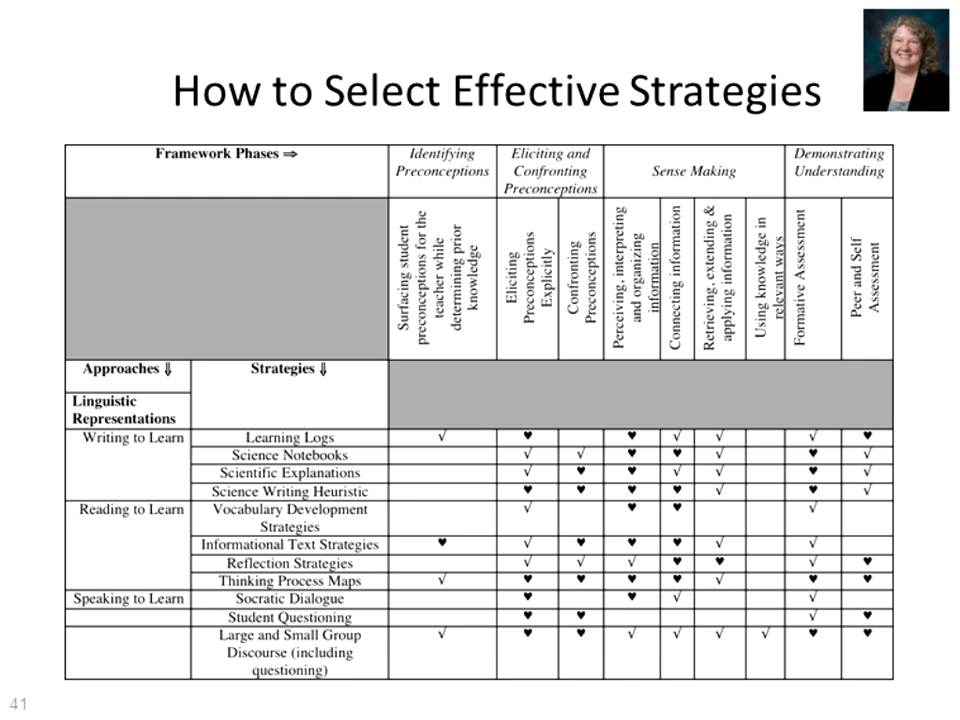 How to Select Effective Strategies
Framework Phases ⇒
Identifying
Preconceptions
Eliciting and
Confronting
Preconceptions
Sense Making
Demonstrating
Understanding
Surfacing student
preconceptions for the
teacher while
determining prior
knowledge
Eliciting
Preconceptions
Explicitly
Confronting
Preconceptions
Perceiving, interpreting
and organizing
information
Connecting information
Retrieving, extending &
applying information
Using knowledge in
relevant ways
Formative Assessment
Peer and Self
Assessment
Approaches ⇓
Strategies ⇓
Linguistic
Representations
Writing to Learn
Learning Logs √ ♥ ♥ √ √ √ ♥
Science Notebooks √ √ ♥ ♥ √ ♥ √
Scientific Explanations √ ♥ ♥ √ √ ♥ √
Science Writing Heuristic ♥ ♥ ♥ ♥ √ ♥ √
Reading to Learn
Vocabulary Development √ ♥ ♥ √
Strategies
Informational Text Strategies ♥ √ ♥ ♥ ♥ √ √
Reflection Strategies √ √ √ ♥ ♥ √ ♥
Thinking Process Maps √ ♥ ♥ ♥ ♥ √ ♥ ♥
Speaking to Learn
Socratic Dialogue ♥ ♥ √ √
Student Questioning ♥ ♥ √ ♥
Large and Small Group √ ♥ ♥ √ √ √ √ ♥ ♥
Discourse (including
questioning)
41